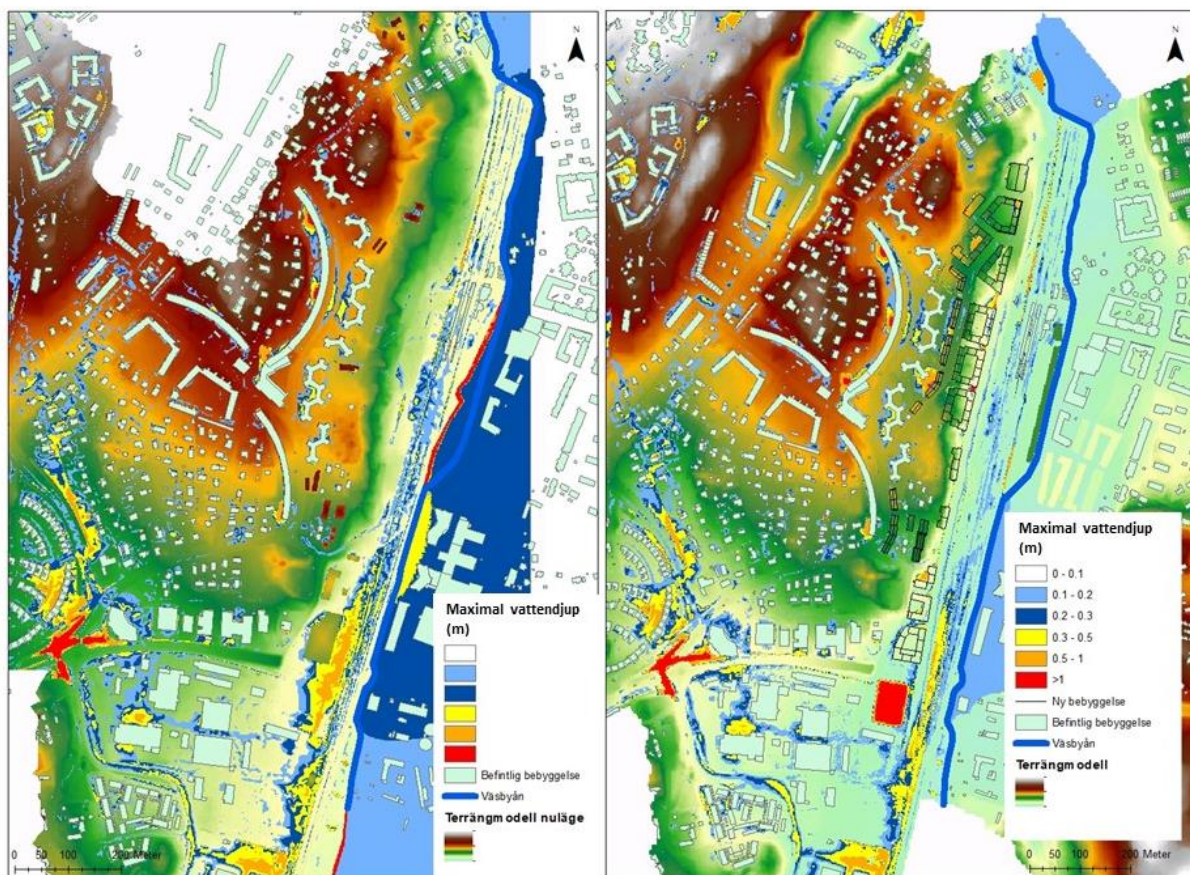 N
Maximal vattendjup
(m)
Befintlig bebyggelse
Väsbyån
Terrängmodell nuläge
0 50 100 200 Meter
N
Maximal vattendjup
(m)
0 - 0.1
0.1 - 0.2
0.2 - 0.3
0.3 - 0.5
0.5 - 1
>1
Ny bebyggelse
Befintlig bebyggelse
Väsbyån
Terrängmodell
0 50 100 200 Meter